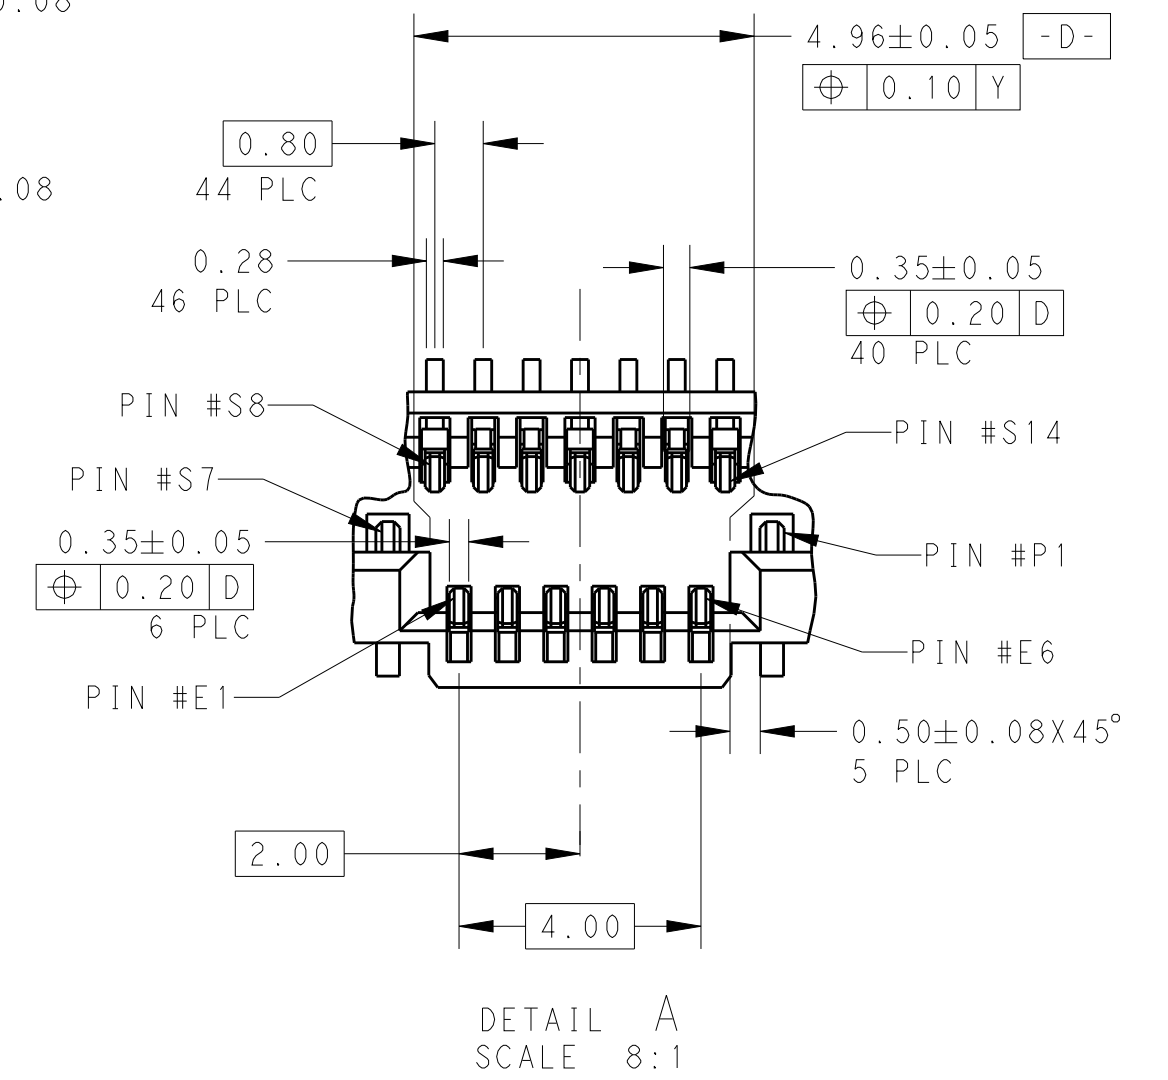 4.96±0.05 -D-
⌖ 0.10 Y
0.80
44 PLC
.08
0.28
46 PLC
0.35±0.05
⌖ 0.20 D
40 PLC
PIN #S8
PIN #S14
PIN #S7
0.35±0.05
⌖ 0.20 D
6 PLC
PIN #P1
PIN #E6
PIN #E1
0.50±0.08X45°
5 PLC
2.00
4.00
DETAIL A
SCALE 8:1